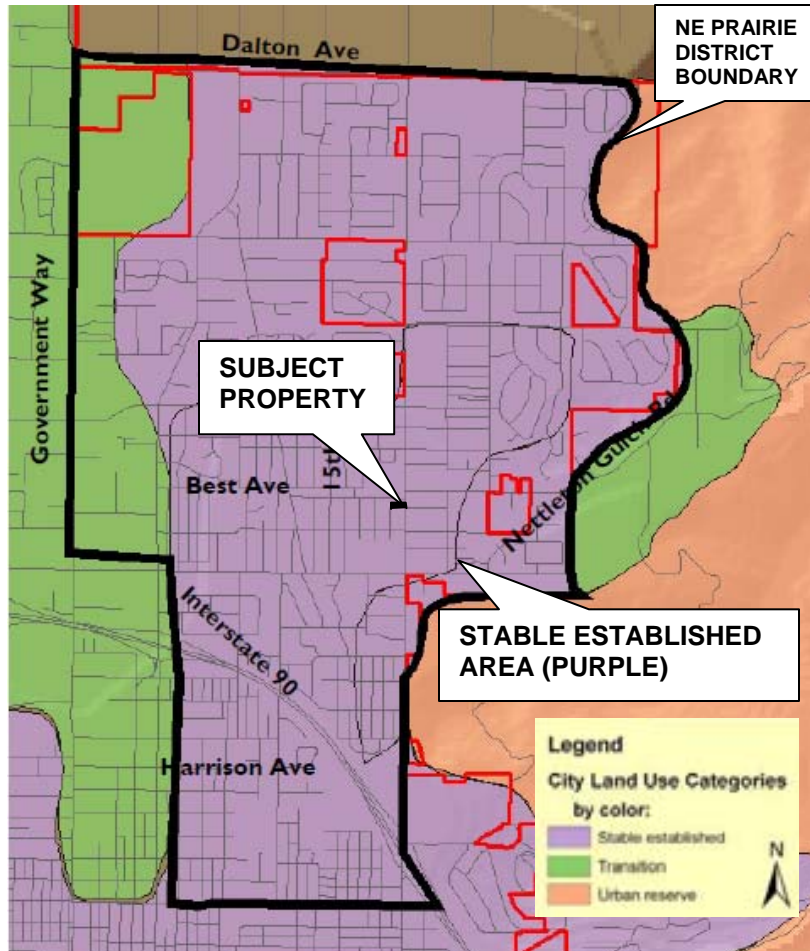 NE PRAIRIE
DISTRICT
BOUNDARY
Dalton Ave
Government Way
SUBJECT
PROPERTY
15th
Best Ave
Nettleton Gulch Rd
Interstate 90
STABLE ESTABLISHED
AREA (PURPLE)
Harrison Ave
Legend
City Land Use Categories
by color:
Stable established
Transition
Urban reserve
N